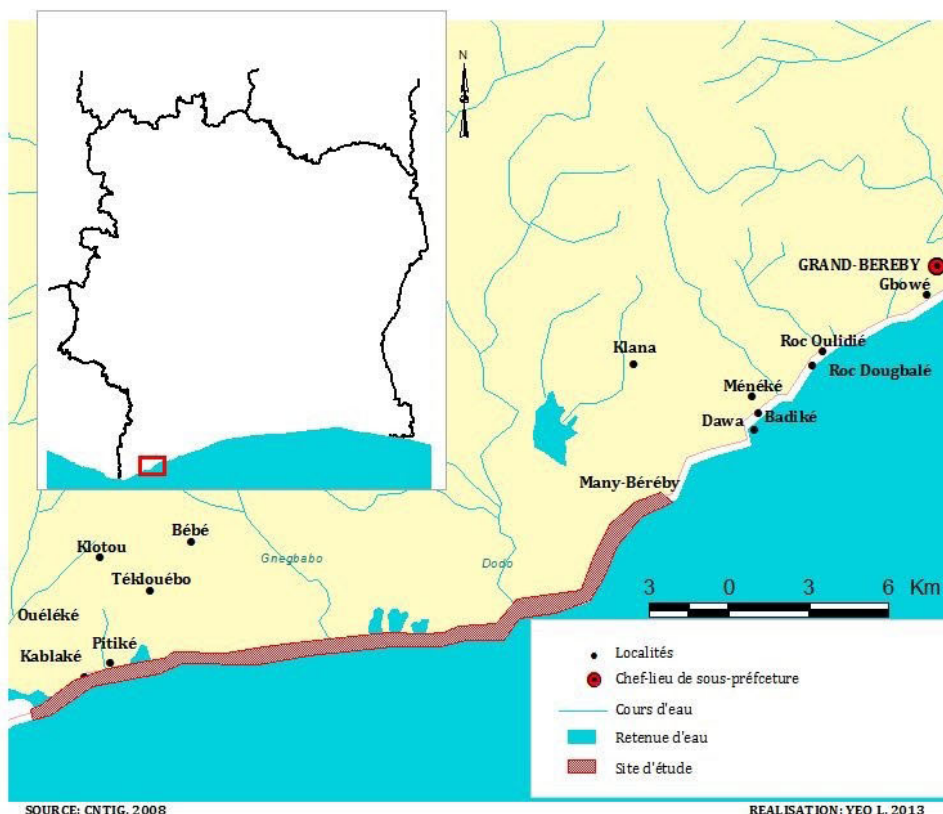 N
GRAND-BEREBY
Gbowé
Roc Oulidié
Klana
Roc Dougbalé
Ménéké
Dawa
Badiké
Many-Béréby
Bébé
Klotou
Gnegbabo
Dodo
Téklouébo
3 0 3 6 Km
Ouéléké
Pitiké
Kablaké
Localités
Chef-lieu de sous-préfceture
Cours d'eau
Retenue d'eau
Site d'étude
SOURCE: CNTIG, 2008
REALISATION: YEO L. 2013